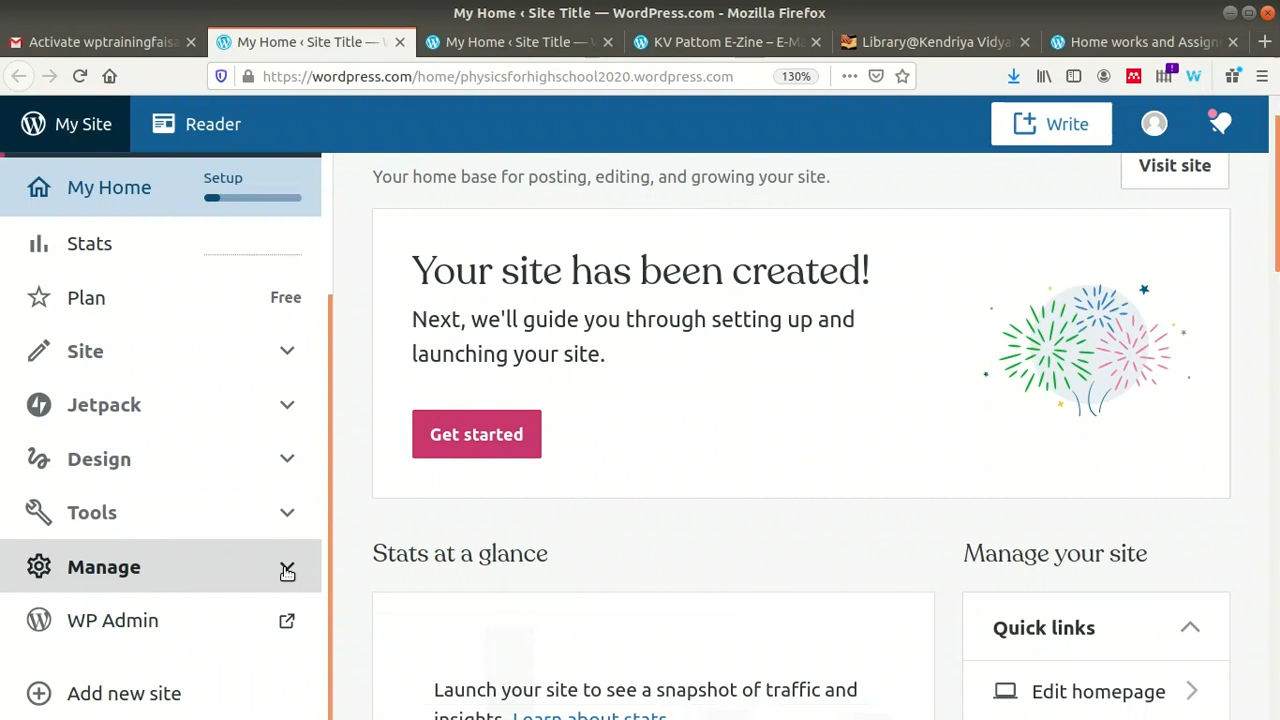 My Home ‹ Site Title — WordPress.com - Mozilla Firefox
Activate wptrainingfaisa
My Home ‹ Site Title —
My Home ‹ Site Title —
KV Pattom E-Zine – E-Ma
Library@Kendriya Vidya
Home works and Assign
https://wordpress.com/home/physicsforhighschool2020.wordpress.com
130%
My Site
Reader
Write
My Home
Setup
Stats
Plan
Free
Site
Jetpack
Design
Tools
Manage
WP Admin
Add new site
Your home base for posting, editing, and growing your site.
Visit site
Your site has been created!
Next, we'll guide you through setting up and
launching your site.
Get started
Stats at a glance
Launch your site to see a snapshot of traffic and
insights. Learn about stats
Manage your site
Quick links
Edit homepage